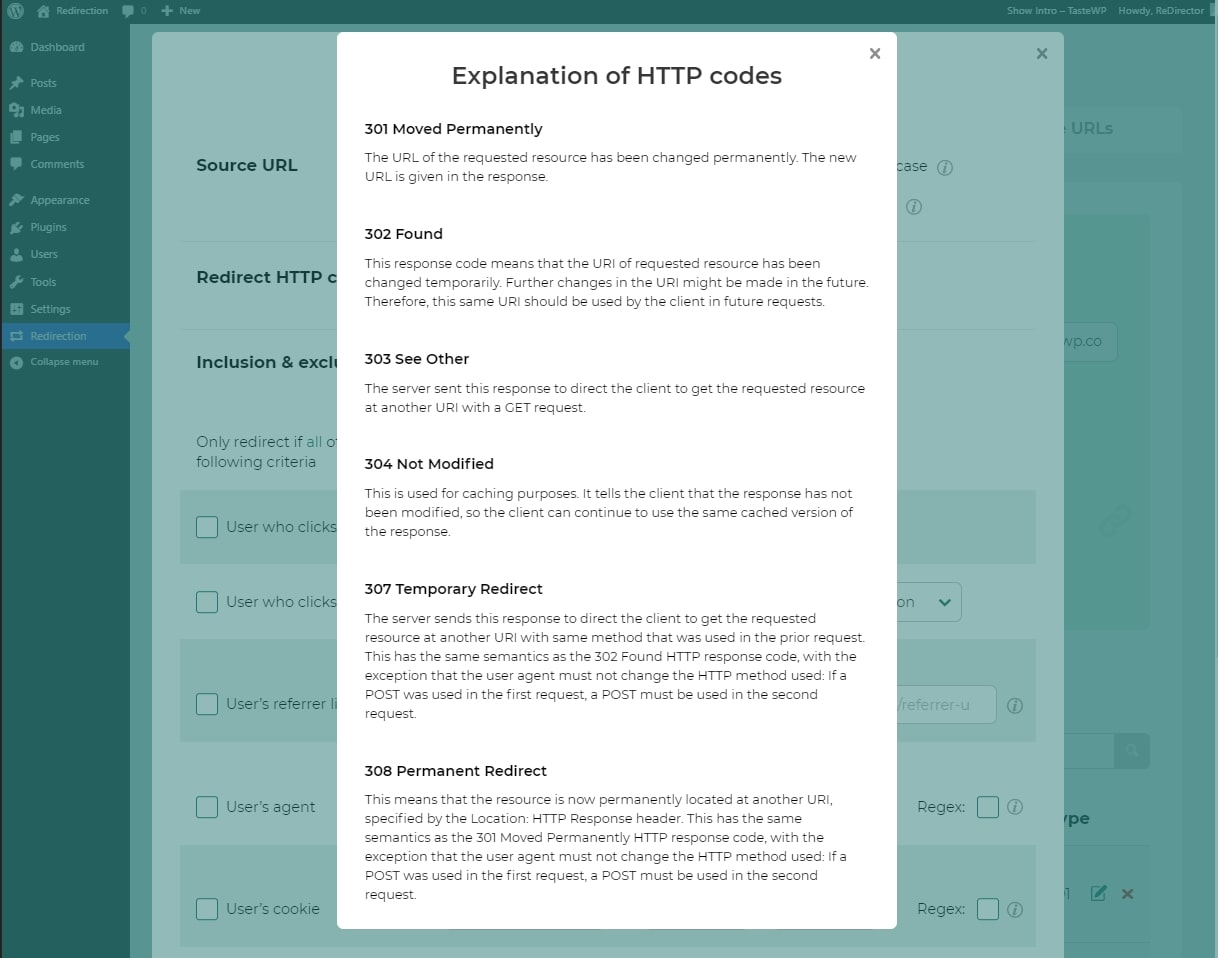 Redirection 0 New Show Intro – TasteWP Howdy, ReDirector
Dashboard
Posts
Media
Pages
Comments
Appearance
Plugins
Users
Tools
Settings
Redirection
Collapse menu
Explanation of HTTP codes
301 Moved Permanently
The URL of the requested resource has been changed permanently. The new
URL is given in the response.
302 Found
This response code means that the URI of requested resource has been
changed temporarily. Further changes in the URI might be made in the future.
Therefore, this same URI should be used by the client in future requests.
303 See Other
The server sent this response to direct the client to get the requested resource
at another URI with a GET request.
304 Not Modified
This is used for caching purposes. It tells the client that the response has not
been modified, so the client can continue to use the same cached version of
the response.
307 Temporary Redirect
The server sends this response to direct the client to get the requested
resource at another URI with same method that was used in the prior request.
This has the same semantics as the 302 Found HTTP response code, with the
exception that the user agent must not change the HTTP method used: If a
POST was used in the first request, a POST must be used in the second
request.
308 Permanent Redirect
This means that the resource is now permanently located at another URI,
specified by the Location: HTTP Response header. This has the same
semantics as the 301 Moved Permanently HTTP response code, with the
exception that the user agent must not change the HTTP method used: If a
POST was used in the first request, a POST must be used in the second
request.
Source URL
case
URLs
Redirect HTTP c
Inclusion & exclu
wp.co
Only redirect if all o
following criteria
User who clicks
User who clicks
on
User's referrer li
/referrer-u
User's agent
Regex:
ype
User's cookie
Regex: